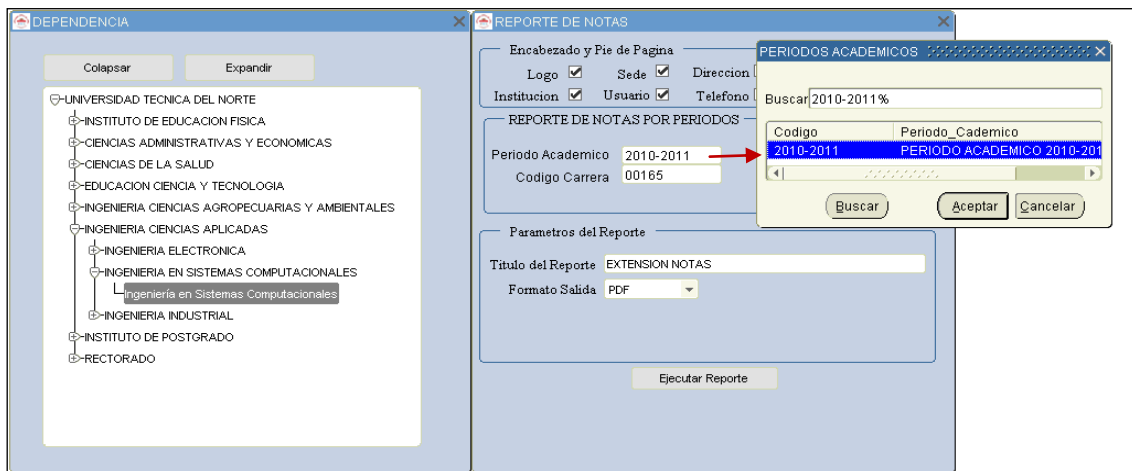 DEPENDENCIA
Colapsar Expandir
UNIVERSIDAD TECNICA DEL NORTE
INSTITUTO DE EDUCACION FISICA
CIENCIAS ADMINISTRATIVAS Y ECONOMICAS
CIENCIAS DE LA SALUD
EDUCACION CIENCIA Y TECNOLOGIA
INGENIERIA CIENCIAS AGROPECUARIAS Y AMBIENTALES
INGENIERIA CIENCIAS APLICADAS
INGENIERIA ELECTRONICA
INGENIERIA EN SISTEMAS COMPUTACIONALES
Ingeniería en Sistemas Computacionales
INGENIERIA INDUSTRIAL
INSTITUTO DE POSTGRADO
RECTORADO
REPORTE DE NOTAS
Encabezado y Pie de Pagina
Logo Sede Direccion
Institucion Usuario Telefono
REPORTE DE NOTAS POR PERIODOS
Periodo Academico 2010-2011
Codigo Carrera 00165
Parametros del Reporte
Titulo del Reporte EXTENSION NOTAS
Formato Salida PDF
Ejecutar Reporte
PERIODOS ACADEMICOS
Buscar 2010-2011%
Codigo Periodo_Cademico
2010-2011 PERIODO ACADEMICO 2010-201
Buscar Aceptar Cancelar